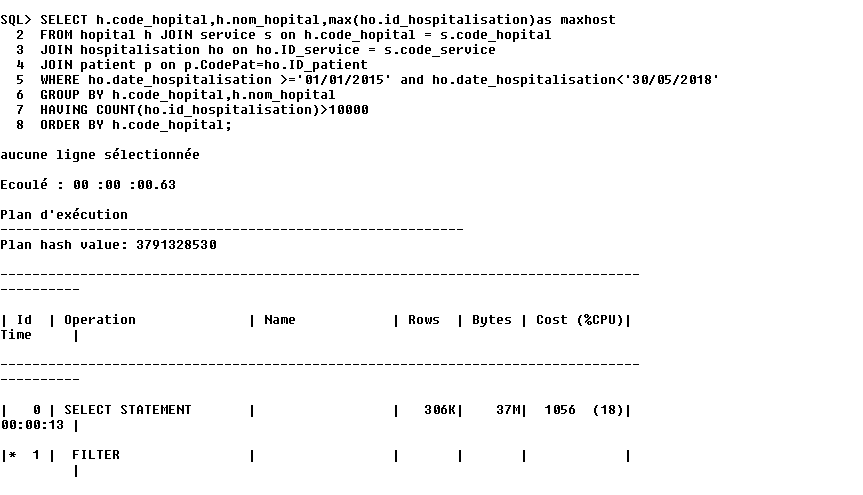 SQL> SELECT h.code_hopital,h.nom_hopital,max(ho.id_hospitalisation)as maxhost
  2  FROM hopital h JOIN service s on h.code_hopital = s.code_hopital
  3  JOIN hospitalisation ho on ho.ID_service = s.code_service
  4  JOIN patient p on p.CodePat=ho.ID_patient
  5  WHERE ho.date_hospitalisation >='01/01/2015' and ho.date_hospitalisation<'30/05/2018'
  6  GROUP BY h.code_hopital,h.nom_hopital
  7  HAVING COUNT(ho.id_hospitalisation)>10000
  8  ORDER BY h.code_hopital;
aucune ligne sélectionnée
Ecoulé : 00 :00 :00.63
Plan d'exécution
----------------------------------------------------------
Plan hash value: 3791328530
--------------------------------------------------------------------------------
----------
| Id  | Operation              | Name            | Rows  | Bytes | Cost (%CPU)|
Time     |
--------------------------------------------------------------------------------
----------
|   0 | SELECT STATEMENT       |                 |   306K|    37M|  1056  (18)|
00:00:13 |
|*  1 |  FILTER                |                 |       |       |            |
         |